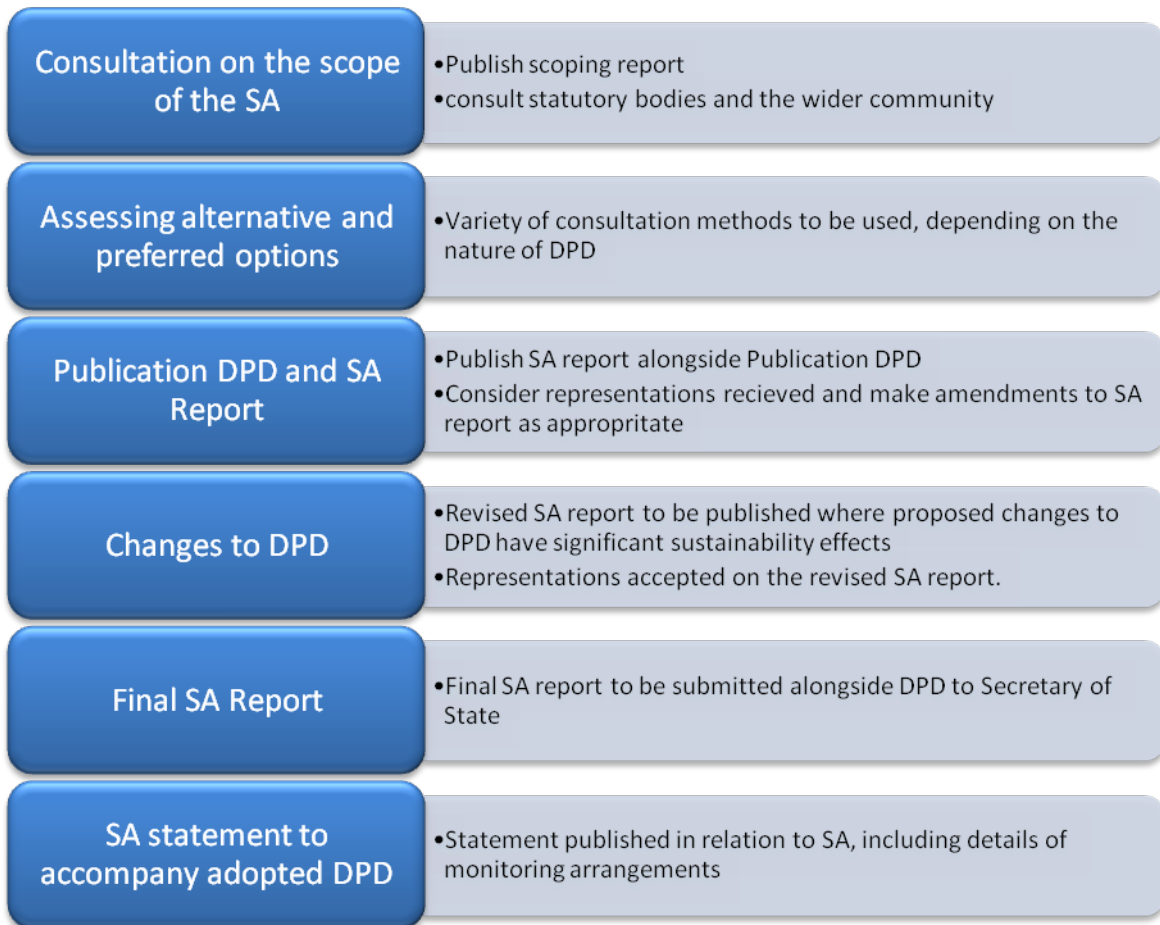 Consultation on the scope
of the SA
•Publish scoping report
•consult statutory bodies and the wider community
Assessing alternative and
preferred options
•Variety of consultation methods to be used, depending on the
nature of DPD
Publication DPD and SA
Report
•Publish SA report alongside Publication DPD
•Consider representations recieved and make amendments to SA
report as appropritate
Changes to DPD
•Revised SA report to be published where proposed changes to
DPD have significant sustainability effects
•Representations accepted on the revised SA report.
Final SA Report
•Final SA report to be submitted alongside DPD to Secretary of
State
SA statement to
accompany adopted DPD
•Statement published in relation to SA, including details of
monitoring arrangements